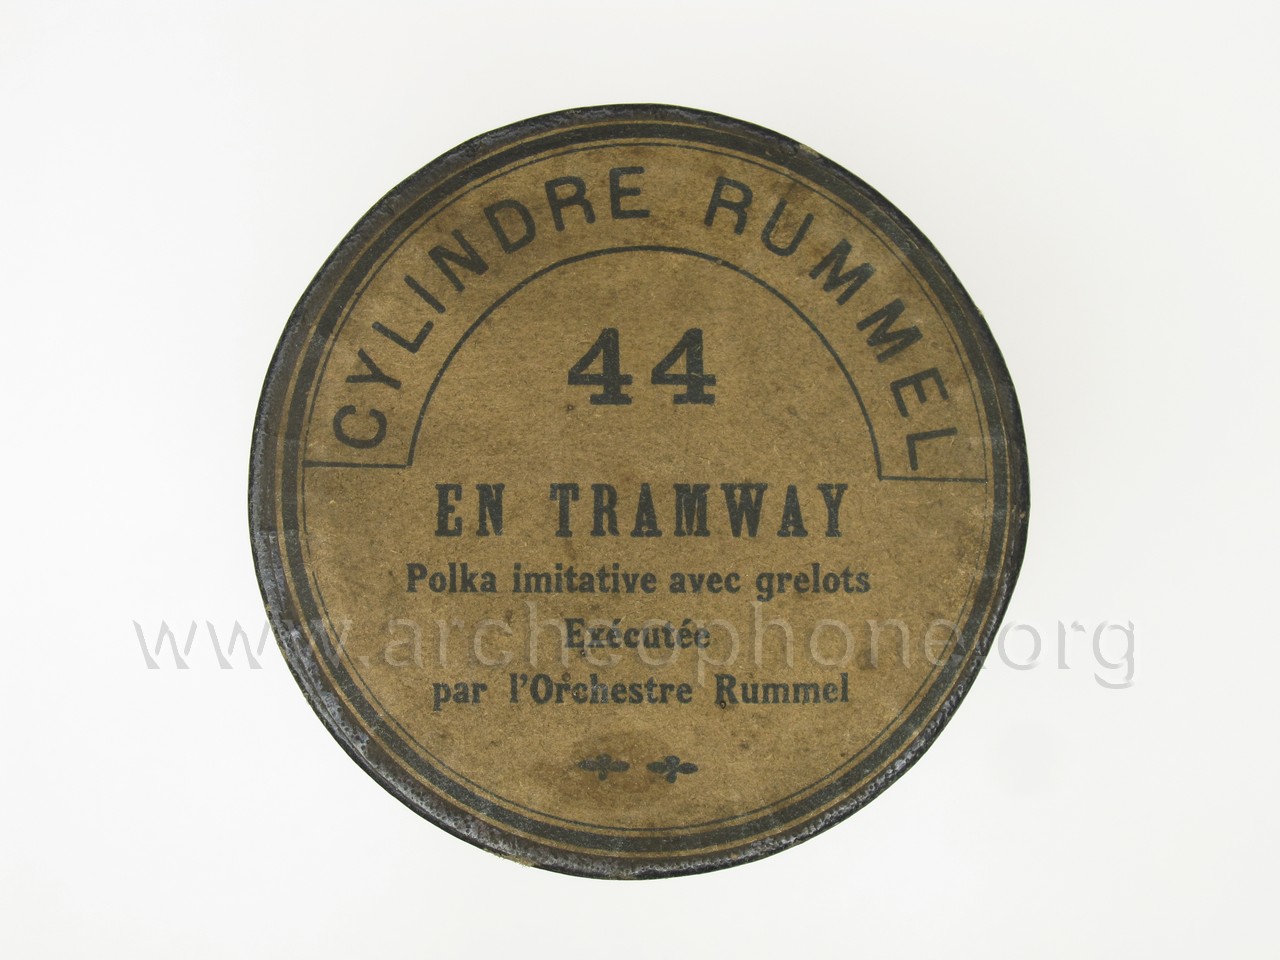 CYLINDRE RUMMEL
44
EN TRAMWAY
Polka imitative avec grelots
Exécutée
www.archeophone.org
par l'Orchestre Rummel